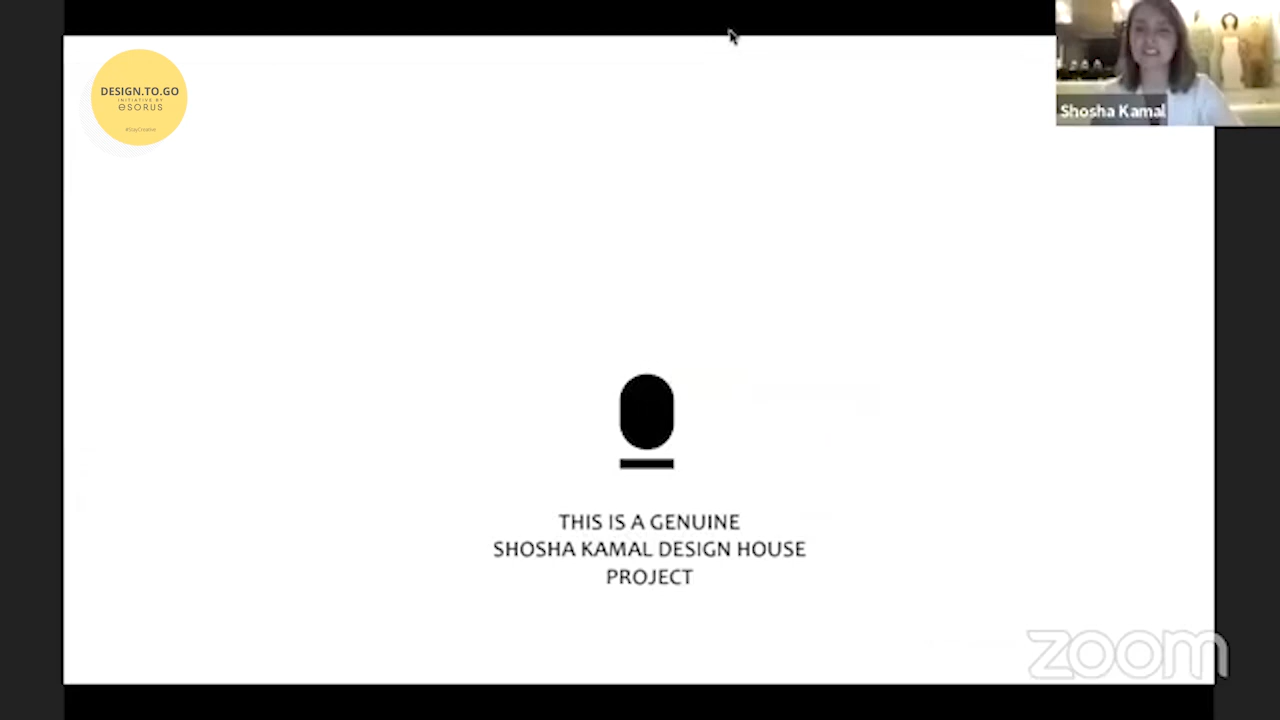 DESIGN.TO.GO
INITIATIVE BY
eSORUS
Shosha Kamal
THIS IS A GENUINE
SHOSHA KAMAL DESIGN HOUSE
PROJECT
zoom